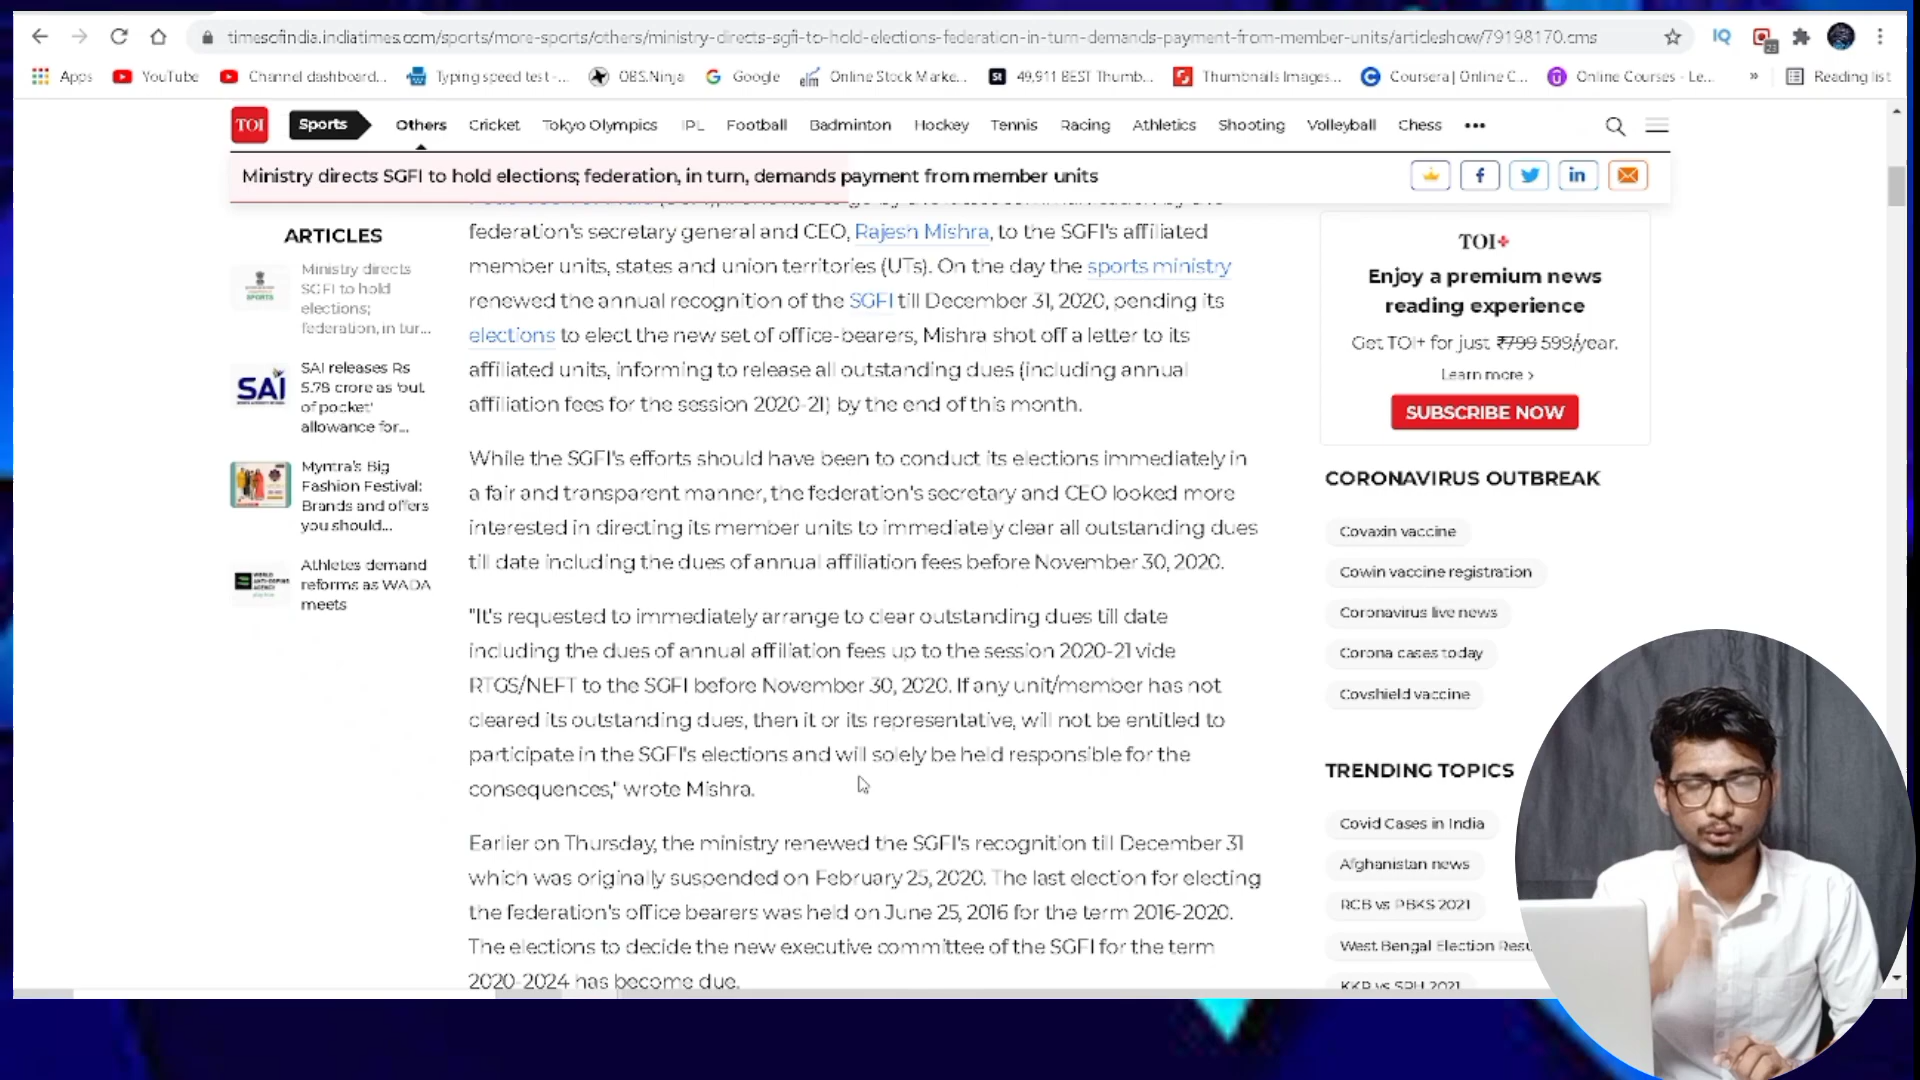 timesofindia.indiatimes.com/sports/more-sports/others/ministry-directs-sgfi-to-hold-elections-federation-in-turn-demands-payment-from-member-units/articleshow/79198170.cms
IQ
23
Apps
YouTube
Channel dashboard...
Typing speed test -...
OBS.Ninja
Google
Online Stock Marke...
49,911 BEST Thumb...
Thumbnails Images...
Coursera | Online C...
Online Courses - Le...
»
Reading list
TOI
Sports
Others
Cricket
Tokyo Olympics
IPL
Football
Badminton
Hockey
Tennis
Racing
Athletics
Shooting
Volleyball
Chess
Ministry directs SGFI to hold elections; federation, in turn, demands payment from member units
ARTICLES
Ministry directs
SGFI to hold
elections;
federation, in tur...
SAI
SAI releases Rs
5.78 crore as 'out
of pocket'
allowance for...
Myntra's Big
Fashion Festival:
Brands and offers
you should...
Athletes demand
reforms as WADA
meets
federation's secretary general and CEO, Rajesh Mishra, to the SGFI's affiliated
member units, states and union territories (UTs). On the day the sports ministry
renewed the annual recognition of the SGFI till December 31, 2020, pending its
elections to elect the new set of office-bearers, Mishra shot off a letter to its
affiliated units, informing to release all outstanding dues (including annual
affiliation fees for the session 2020-21) by the end of this month.
While the SGFI's efforts should have been to conduct its elections immediately in
a fair and transparent manner, the federation's secretary and CEO looked more
interested in directing its member units to immediately clear all outstanding dues
till date including the dues of annual affiliation fees before November 30, 2020.
"It's requested to immediately arrange to clear outstanding dues till date
including the dues of annual affiliation fees up to the session 2020-21 vide
RTGS/NEFT to the SGFI before November 30, 2020. If any unit/member has not
cleared its outstanding dues, then it or its representative, will not be entitled to
participate in the SGFI's elections and will solely be held responsible for the
consequences," wrote Mishra.
Earlier on Thursday, the ministry renewed the SGFI's recognition till December 31
which was originally suspended on February 25, 2020. The last election for electing
the federation's office bearers was held on June 25, 2016 for the term 2016-2020.
The elections to decide the new executive committee of the SGFI for the term
2020-2024 has become due.
TOI+
Enjoy a premium news
reading experience
Get TOI+ for just ₹799 599/year.
Learn more >
SUBSCRIBE NOW
CORONAVIRUS OUTBREAK
Covaxin vaccine
Cowin vaccine registration
Coronavirus live news
Corona cases today
Covshield vaccine
TRENDING TOPICS
Covid Cases in India
Afghanistan news
RCB vs PBKS 2021
West Bengal Election Resu
KKR vs SRH 2021